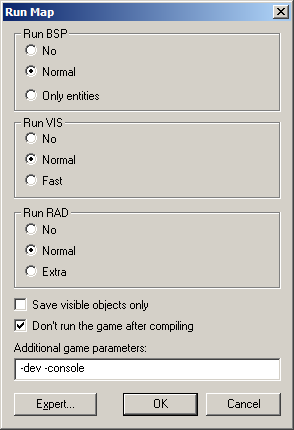 Run Map
Run BSP
No
Normal
Only entities
Run VIS
No
Normal
Fast
Run RAD
No
Normal
Extra
Save visible objects only
Don't run the game after compiling
Additional game parameters:
-dev -console
Expert... OK Cancel